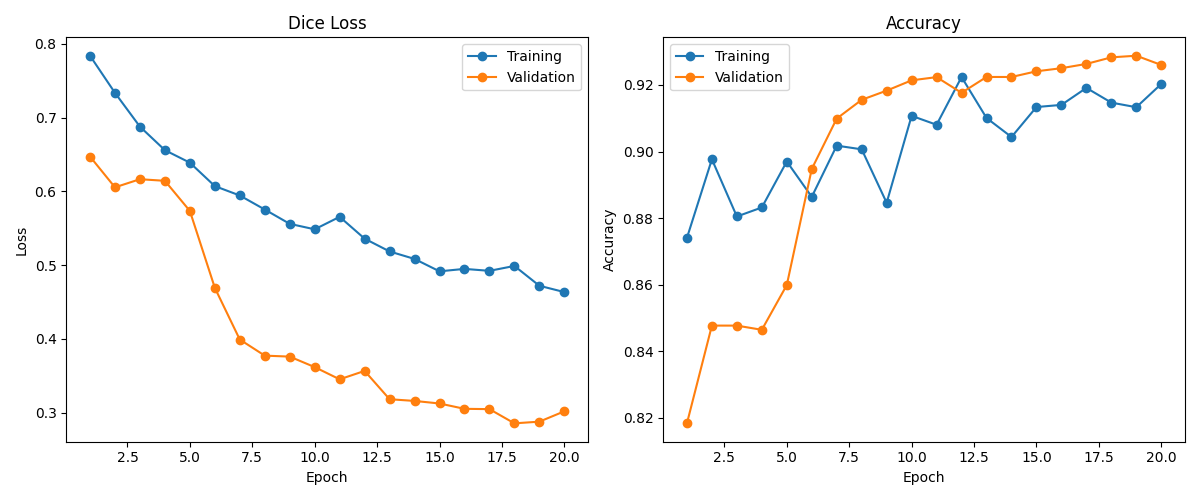 Dice Loss
Loss
0.8
0.7
0.6
0.5
0.4
0.3
Training
Validation
2.5 5.0 7.5 10.0 12.5 15.0 17.5 20.0
Epoch
Accuracy
Accuracy
0.92
0.90
0.88
0.86
0.84
0.82
Training
Validation
2.5 5.0 7.5 10.0 12.5 15.0 17.5 20.0
Epoch